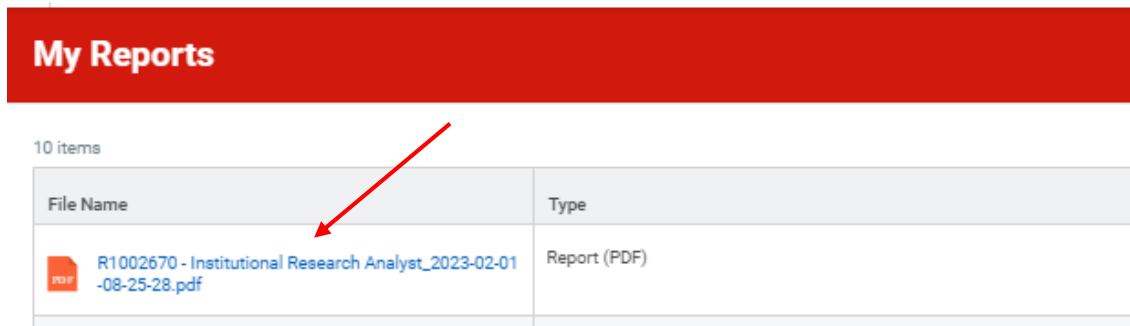 My Reports
10 items
File Name
Type
PDF
R1002670 - Institutional Research Analyst_2023-02-01
-08-25-28.pdf
Report (PDF)